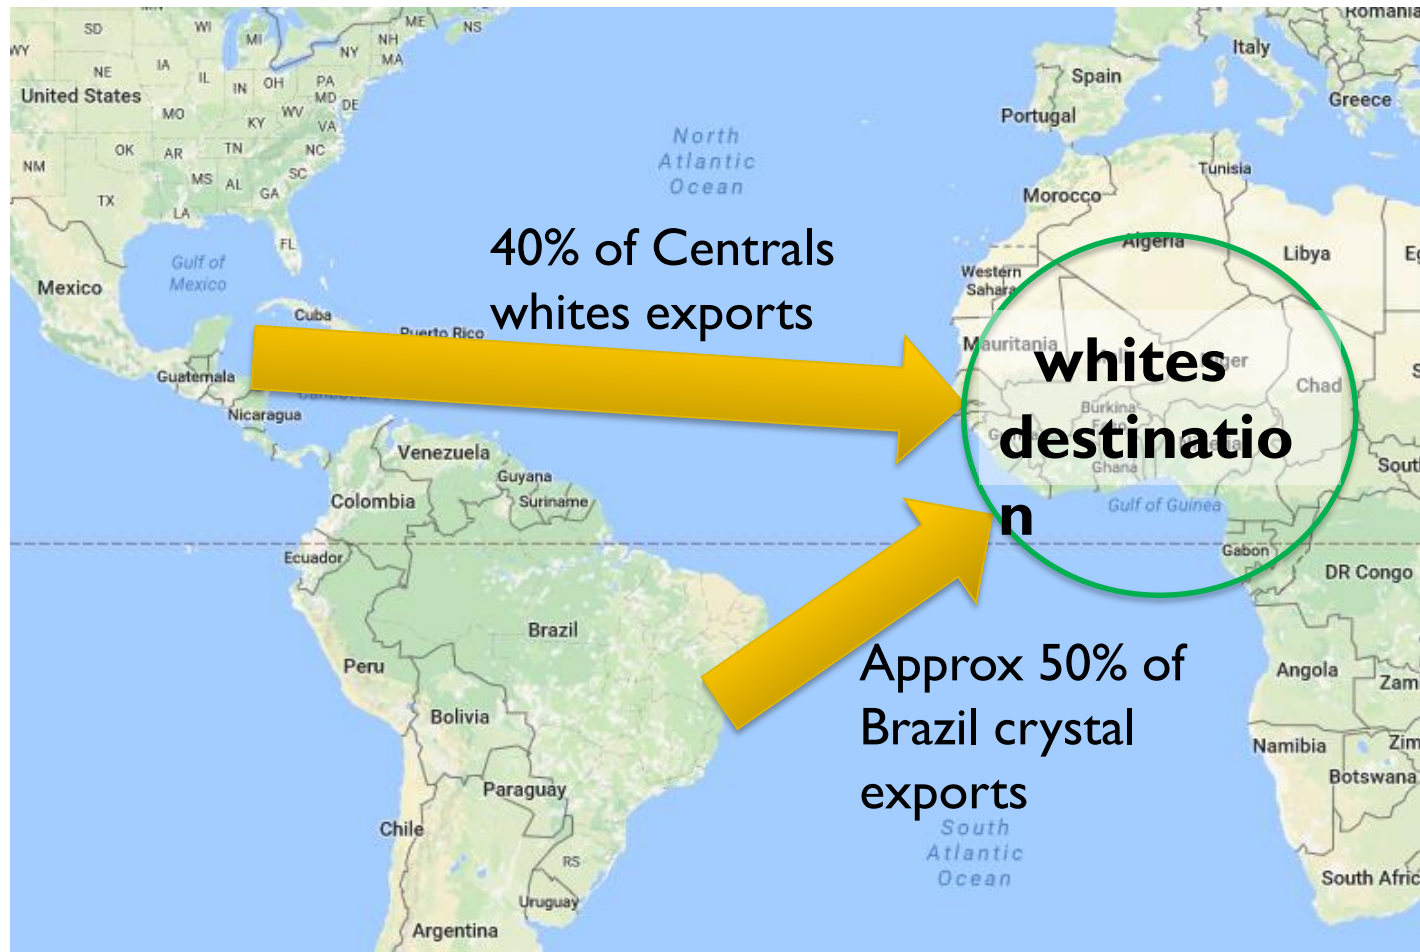 SD
WI
MI
ME
NS
WY
NH
NY
MA
NE
IA
IL
IN
OH
PA
MD
DE
United States
MO
KY
WV
VA
OK
AR
TN
NC
NM
MS
AL
GA
SC
TX
LA
FL
Gulf of
Mexico
Mexico
Cuba
Puerto Rico
Guatemala
Nicaragua
North
Atlantic
Ocean
Romania
Italy
Spain
Portugal
Greece
Tunisia
Morocco
Algeria
Libya
Western
Sahara
40% of Centrals
whites exports
Mauritania
whites
destinatio
n
Chad
Burkina
Ghana
Gulf of Guinea
Gabon
DR Congo
Venezuela
Guyana
Suriname
Colombia
Ecuador
Brazil
Peru
Bolivia
Paraguay
Chile
RS
Uruguay
Argentina
Approx 50% of
Brazil crystal
exports
South
Atlantic
Ocean
Angola
Zam
Namibia
Zim
Botswana
South Afric